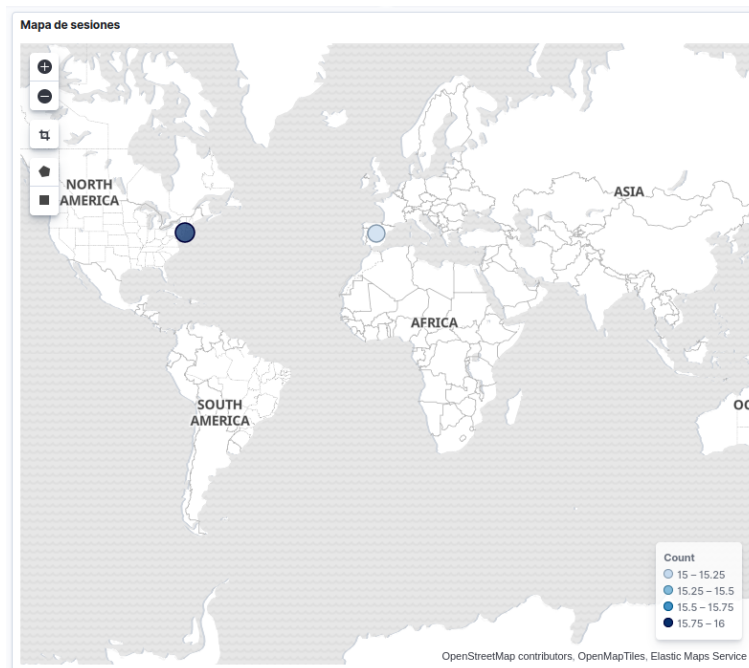 Mapa de sesiones
NORTH
AMERICA
ASIA
AFRICA
SOUTH
AMERICA
OC
Count
15 – 15.25
15.25 – 15.5
15.5 – 15.75
15.75 – 16
OpenStreetMap contributors, OpenMapTiles, Elastic Maps Service